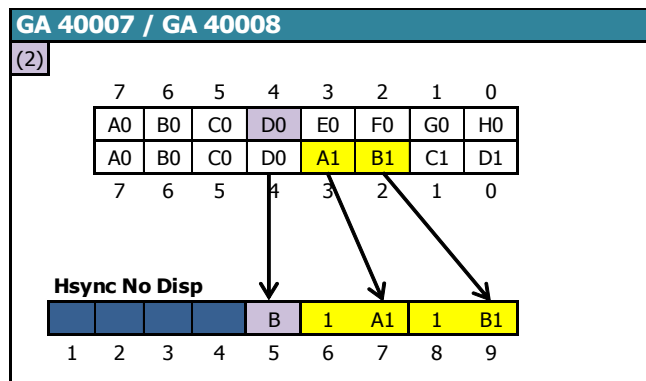 GA 40007 / GA 40008
(2)
7 6 5 4 3 2 1 0
A0 B0 C0 D0 E0 F0 G0 H0
A0 B0 C0 D0 A1 B1 C1 D1
7 6 5 4 3 2 1 0
Hsync No Disp
B 1 A1 1 B1
1 2 3 4 5 6 7 8 9